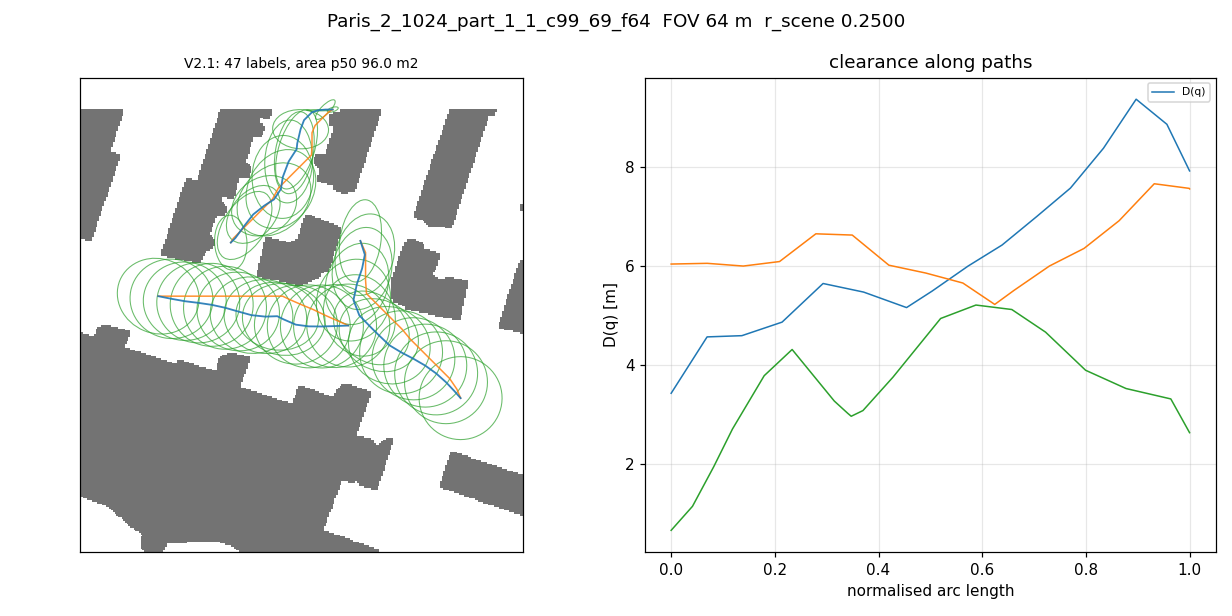 Paris_2_1024_part_1_1_c99_69_f64  FOV 64 m  r_scene 0.2500
V2.1: 47 labels, area p50 96.0 m2
clearance along paths
D(q)
D(q) [m]
8
6
4
2
0.0 0.2 0.4 0.6 0.8 1.0
normalised arc length